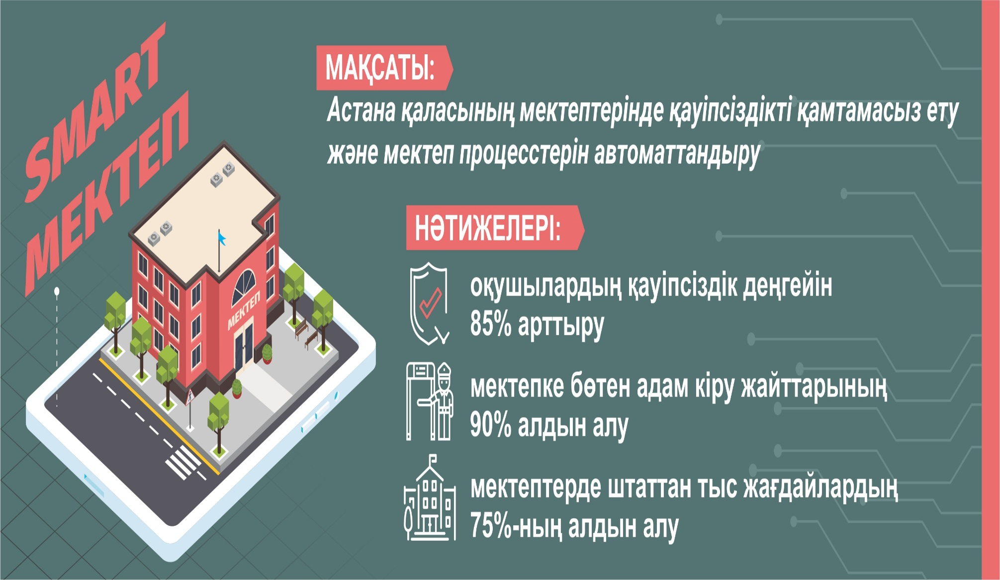 SMART
МЕКТЕП
МЕКТЕП
МАҚСАТЫ:
Астана қаласының мектептерінде қауіпсіздікті қамтамасыз ету
және мектеп процесстерін автоматтандыру
НӘТИЖЕЛЕРІ:
оқушылардың қауіпсіздік деңгейін
85% арттыру
мектепке бөтен адам кіру жайттарының
90% алдын алу
мектептерде штаттан тыс жағдайлардың
75%-ның алдын алу